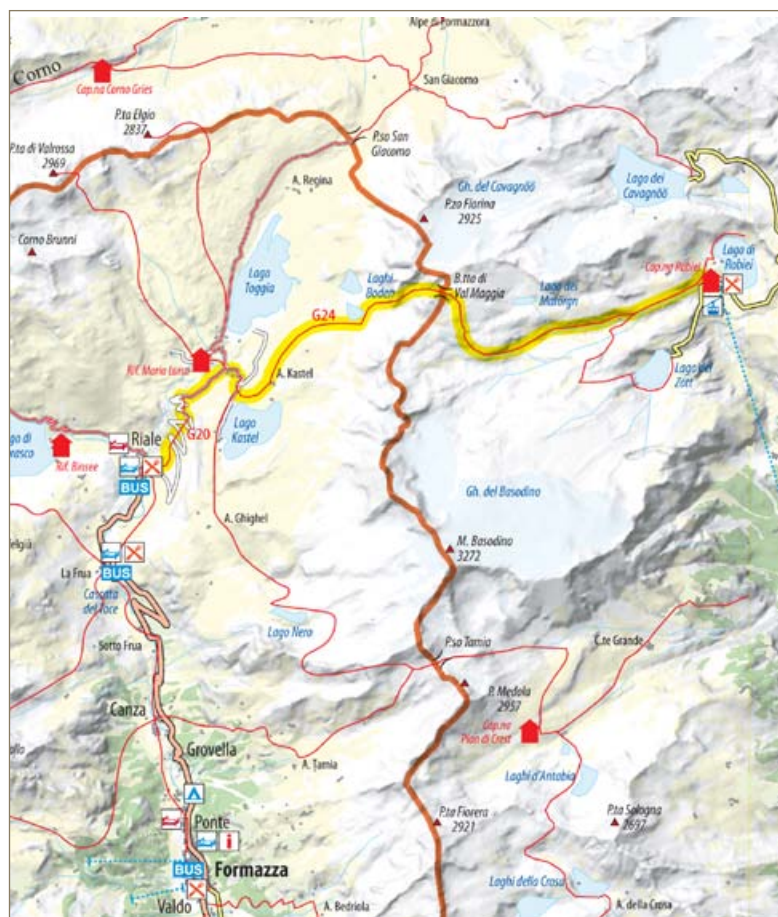 Alpe di Formazzora
Corno
Cap.na Corno Gries
San Giacomo
P.ta Elgio
2837
P.so San
Giacomo
P.ta di Valrossa
2969
A. Regina
Gh. del Cavagnöö
Lago dei
Cavagnöö
P.zo Fiorina
2925
Corno Brunni
Lago
Toggia
Laghi
Boden
B.tta di
Val Maggia
Cap.na Robiei
Lago di
Robiei
Lago dei
Matörgn
G24
Rif. Maria Luisa
A. Kastel
Lago del
Zött
Lago
Kastel
G20
Riale
Rif. Bimsee
BUS
Gh. del Basodino
A. Ghighel
M. Basodino
3272
La Frua
BUS
Cascata
del Toce
Lago Nero
Sotto Frua
P.so Tamia
C.te Grande
P. Medola
2957
Canza
Cap.na
Pian di Crest
Grovella
A. Tamia
Laghi d'Antabia
Ponte
P.ta Fiorera
2921
P.ta Sologna
2697
i
BUS
Formazza
Valdo
A. Bedriola
Laghi della Crosa
A. della Crosa